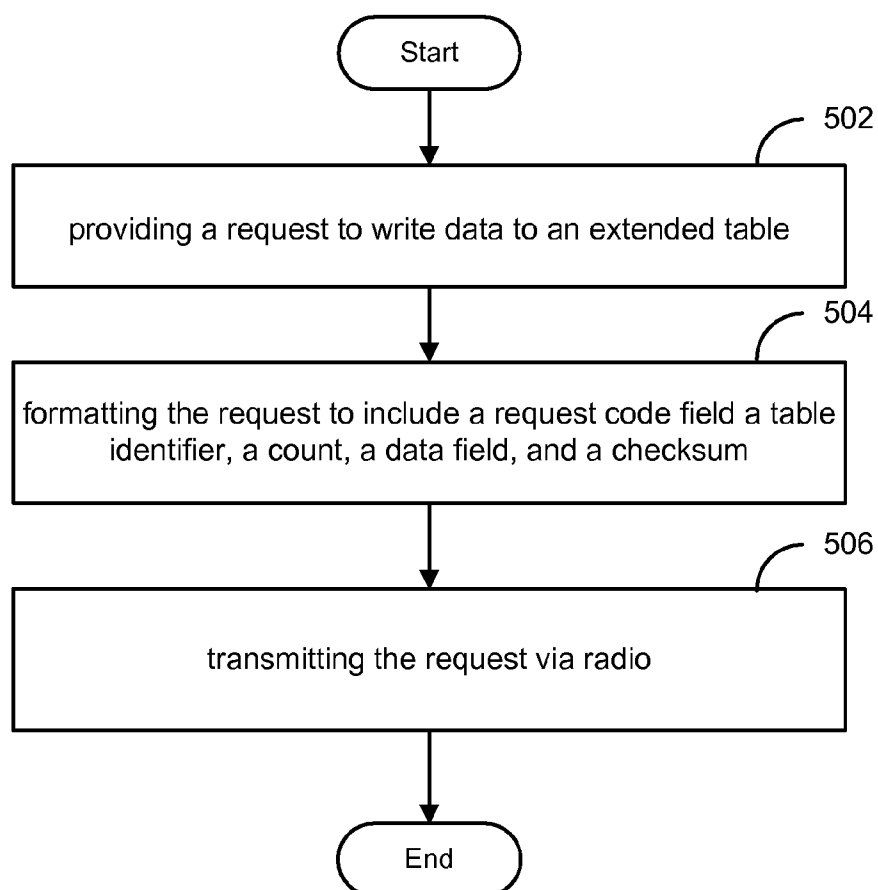 Start
502
providing a request to write data to an extended table
504
formatting the request to include a request code field a table
identifier, a count, a data field, and a checksum
506
transmitting the request via radio
End